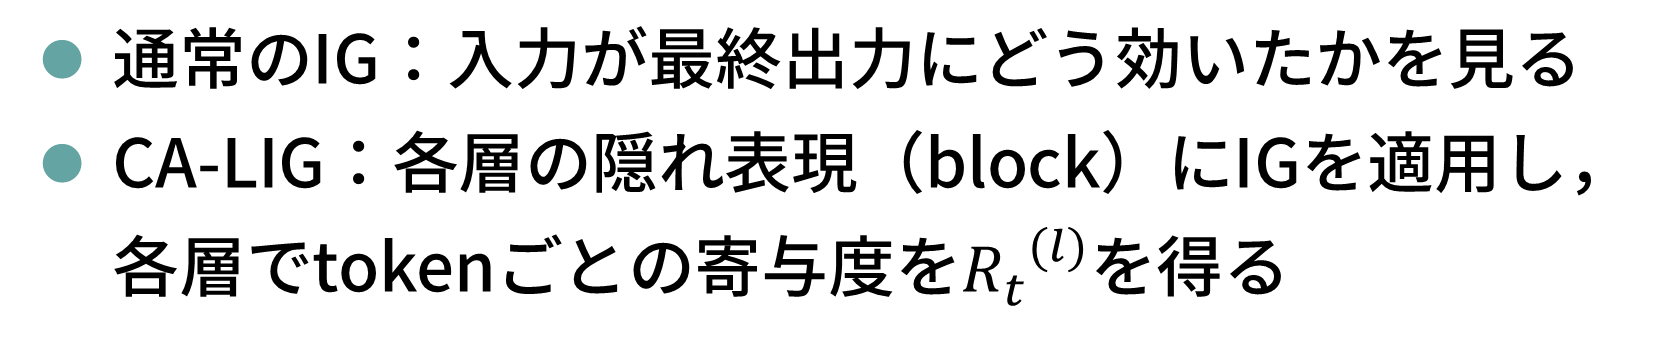 ● 通常のIG：入力が最終出力にどう効いたかを見る
● CA-LIG：各層の隠れ表現（block）にIGを適用し，
各層でtokenごとの寄与度を$R_t^{(l)}$を得る